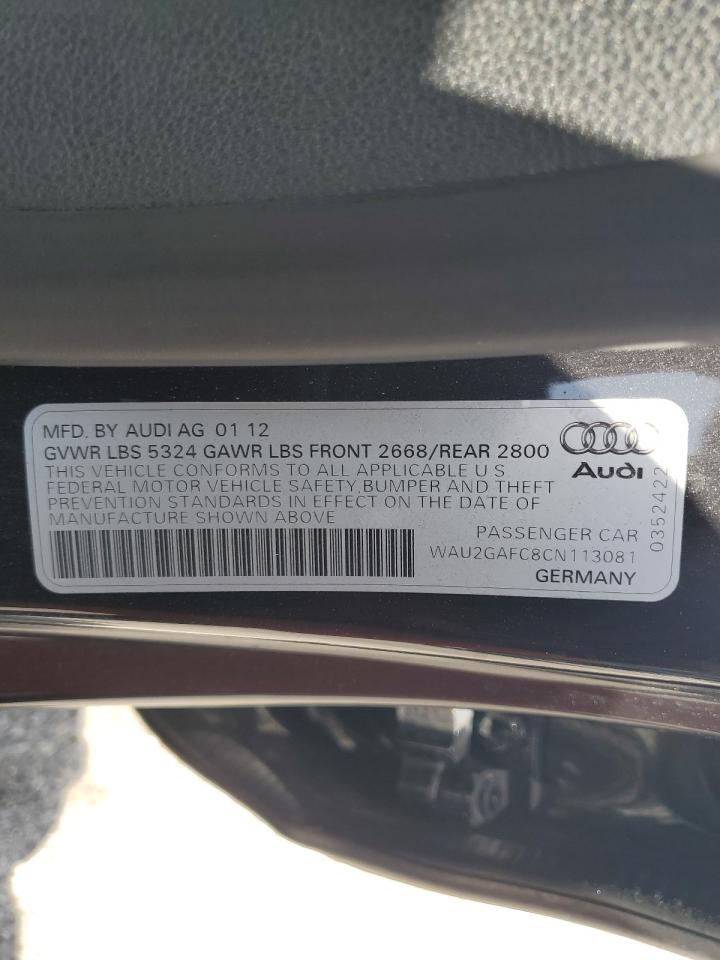 MFD. BY AUDI AG 01 12
GVWR LBS 5324 GAWR LBS FRONT 2668/REAR 2800
THIS VEHICLE CONFORMS TO ALL APPLICABLE U S
FEDERAL MOTOR VEHICLE SAFETY, BUMPER AND THEFT
PREVENTION STANDARDS IN EFFECT ON THE DATE OF
MANUFACTURE SHOWN ABOVE
PASSENGER CAR
WAU2GAFC8CN113081
GERMANY
Audi
0352422